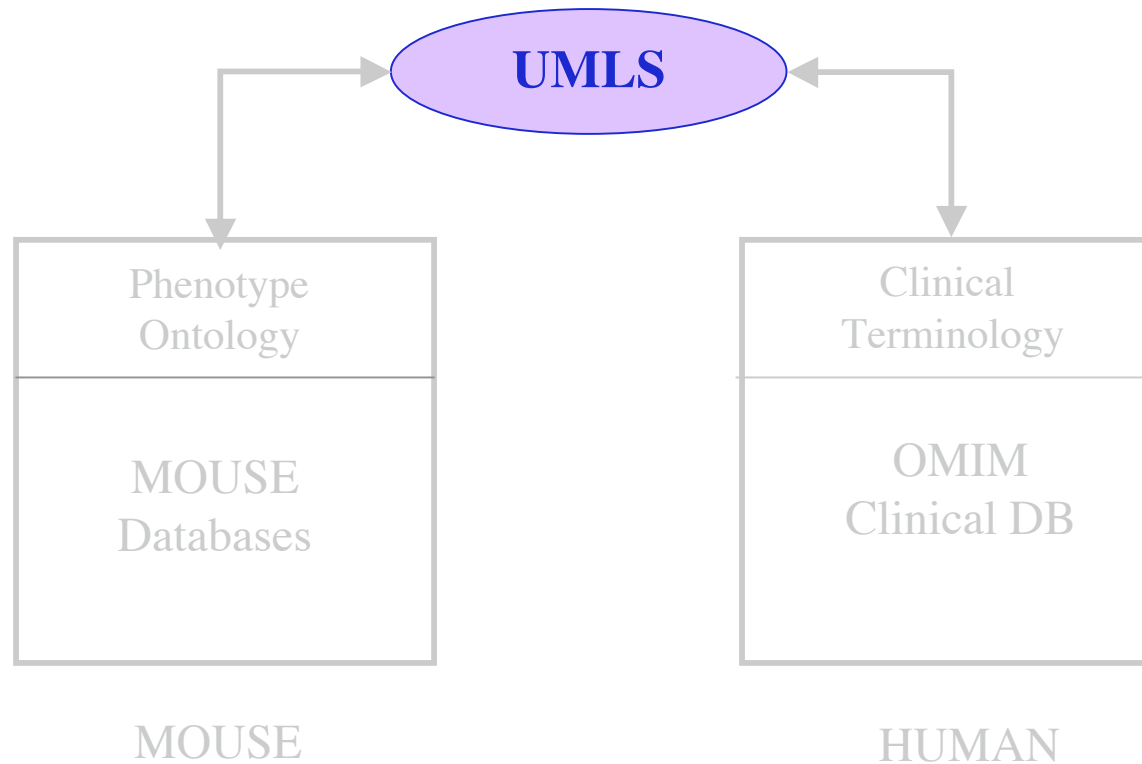 UMLS
Phenotype
Ontology
MOUSE
Databases
MOUSE
Clinical
Terminology
OMIM
Clinical DB
HUMAN